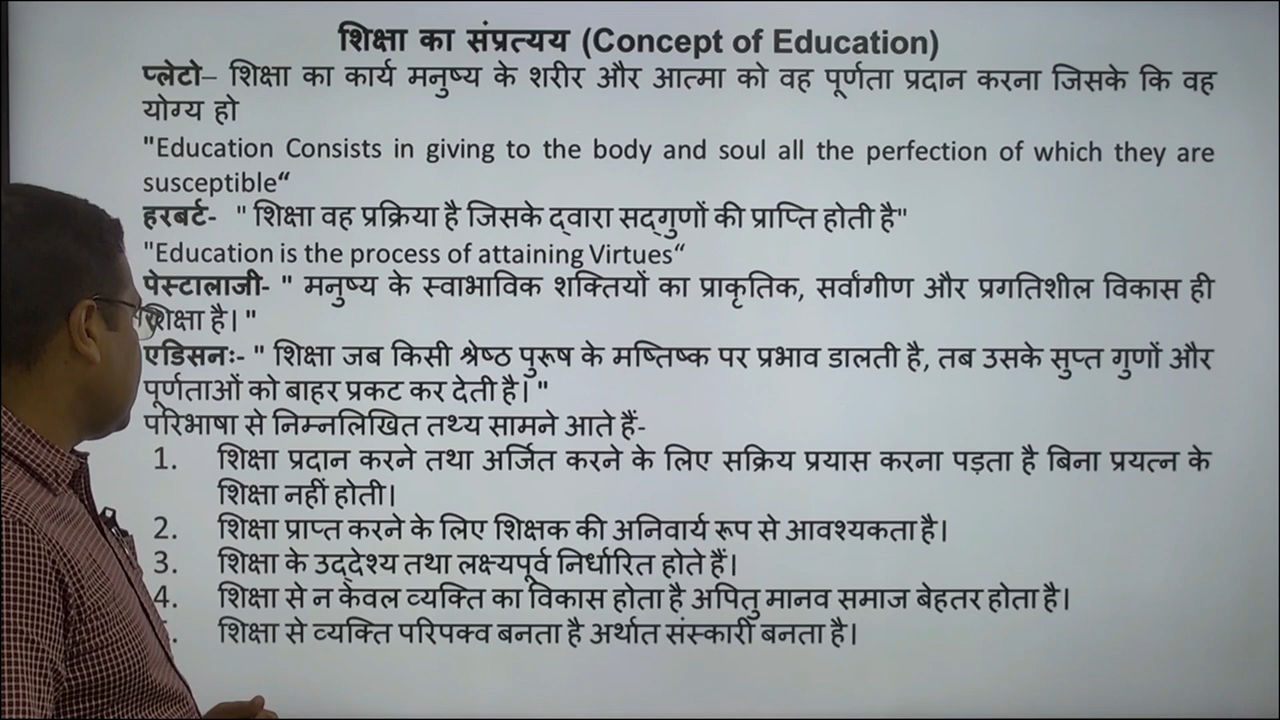 शिक्षा का संप्रत्यय (Concept of Education)
प्लेटो– शिक्षा का कार्य मनुष्य के शरीर और आत्मा को वह पूर्णता प्रदान करना जिसके कि वह
योग्य हो
"Education Consists in giving to the body and soul all the perfection of which they are
susceptible“
हरबर्ट- " शिक्षा वह प्रक्रिया है जिसके द्वारा सद्गुणों की प्राप्ति होती है"
"Education is the process of attaining Virtues“
पेस्टालाजी- " मनुष्य के स्वाभाविक शक्तियों का प्राकृतिक, सर्वांगीण और प्रगतिशील विकास ही
शिक्षा है। "
एडिसनः- " शिक्षा जब किसी श्रेष्ठ पुरूष के मष्तिष्क पर प्रभाव डालती है, तब उसके सुप्त गुणों और
पूर्णताओं को बाहर प्रकट कर देती है। "
परिभाषा से निम्नलिखित तथ्य सामने आते हैं-
1. शिक्षा प्रदान करने तथा अर्जित करने के लिए सक्रिय प्रयास करना पड़ता है बिना प्रयत्न के
शिक्षा नहीं होती।
2. शिक्षा प्राप्त करने के लिए शिक्षक की अनिवार्य रूप से आवश्यकता है।
3. शिक्षा के उद्देश्य तथा लक्ष्यपूर्व निर्धारित होते हैं।
4. शिक्षा से न केवल व्यक्ति का विकास होता है अपितु मानव समाज बेहतर होता है।
शिक्षा से व्यक्ति परिपक्व बनता है अर्थात संस्कारी बनता है।